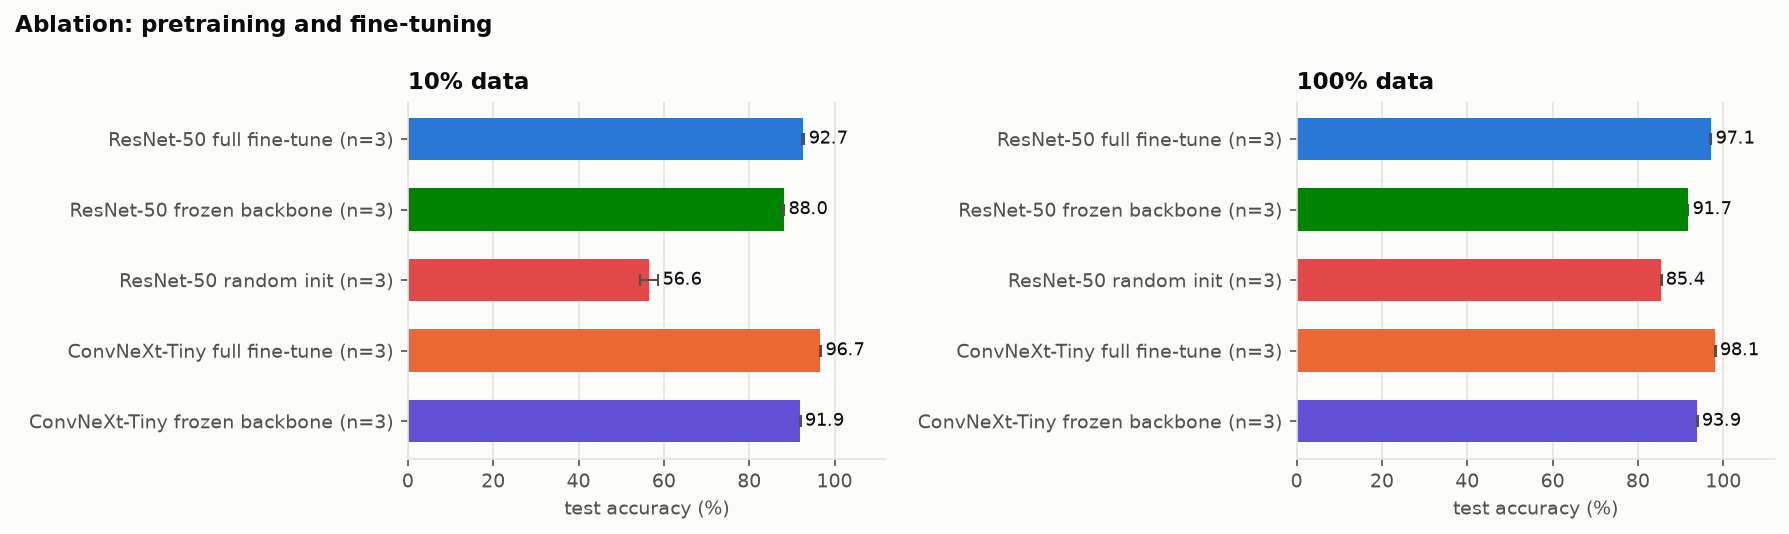 Ablation: pretraining and fine-tuning
10% data
ResNet-50 full fine-tune (n=3)
92.7
ResNet-50 frozen backbone (n=3)
88.0
ResNet-50 random init (n=3)
56.6
ConvNeXt-Tiny full fine-tune (n=3)
96.7
ConvNeXt-Tiny frozen backbone (n=3)
91.9
0 20 40 60 80 100
test accuracy (%)
100% data
ResNet-50 full fine-tune (n=3)
97.1
ResNet-50 frozen backbone (n=3)
91.7
ResNet-50 random init (n=3)
85.4
ConvNeXt-Tiny full fine-tune (n=3)
98.1
ConvNeXt-Tiny frozen backbone (n=3)
93.9
0 20 40 60 80 100
test accuracy (%)